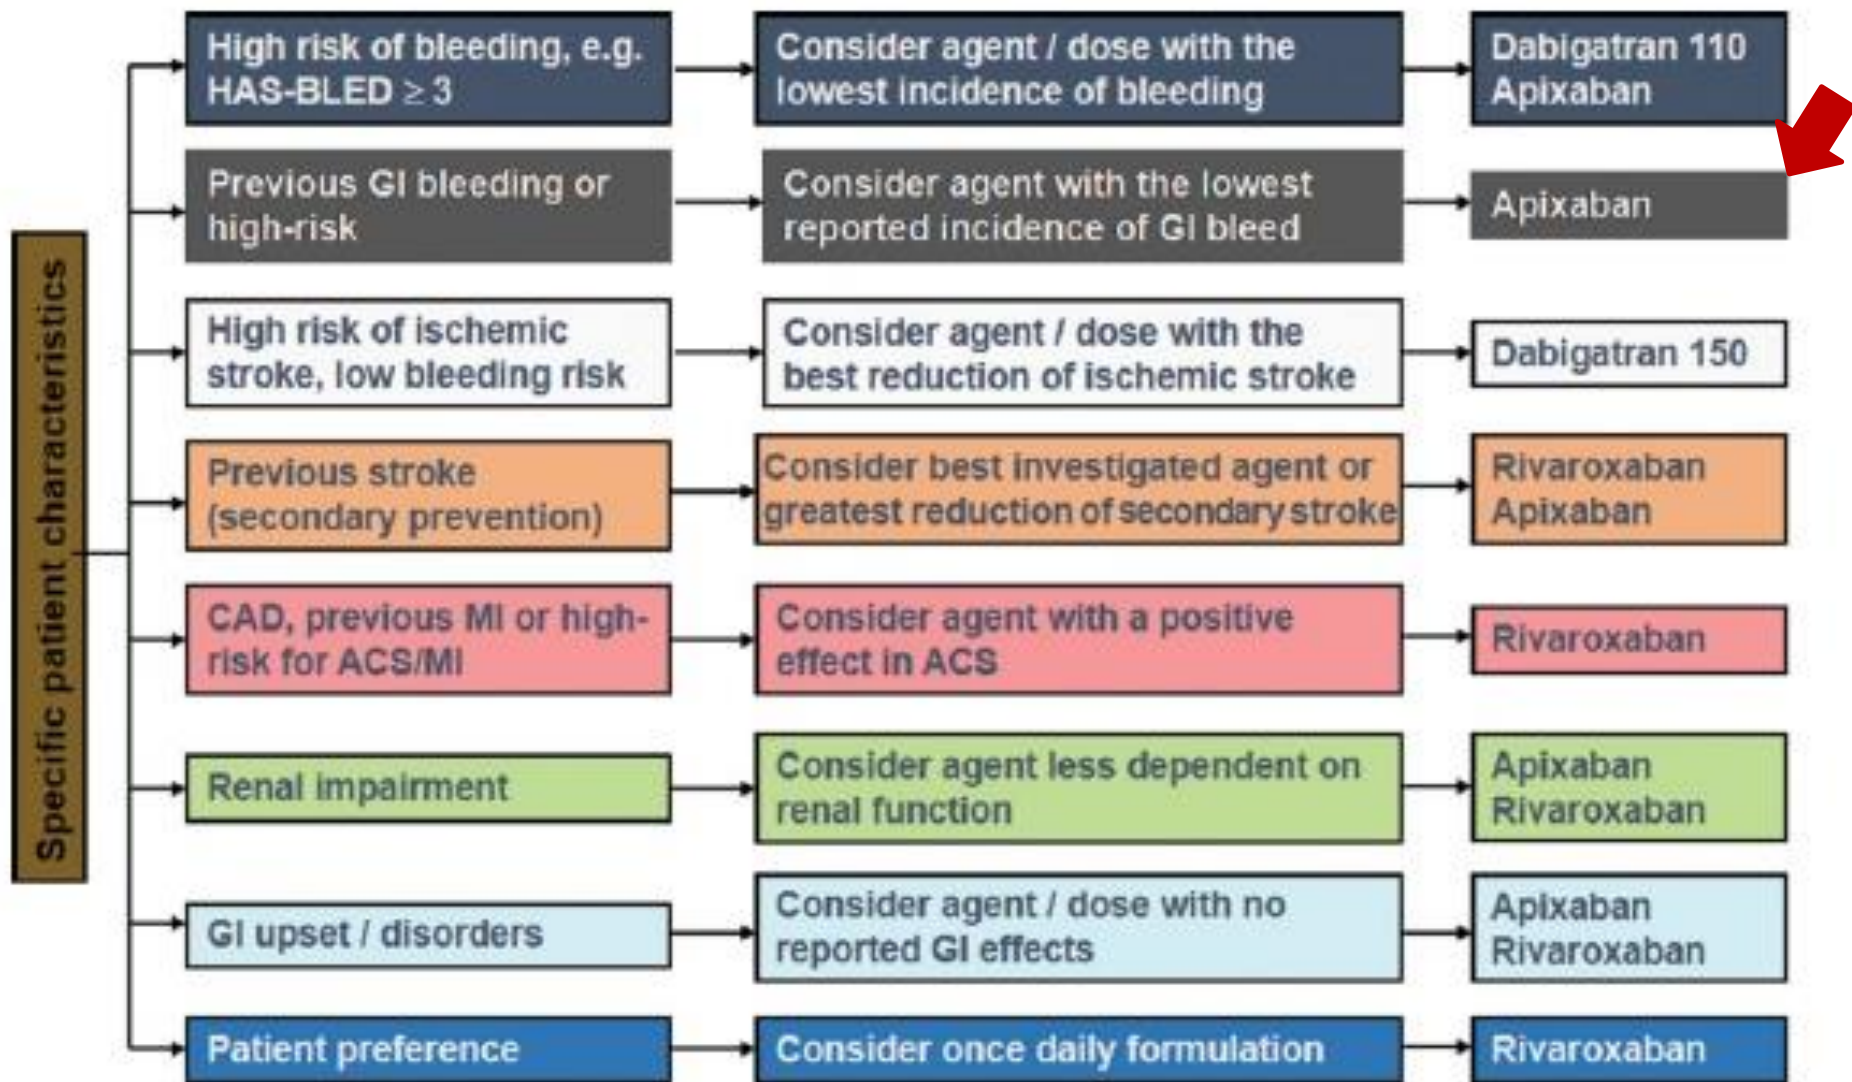 Specific patient characteristics
High risk of bleeding, e.g.
HAS-BLED ≥ 3
Consider agent / dose with the
lowest incidence of bleeding
Dabigatran 110
Apixaban
Previous GI bleeding or
high-risk
Consider agent with the lowest
reported incidence of GI bleed
Apixaban
High risk of ischemic
stroke, low bleeding risk
Consider agent / dose with the
best reduction of ischemic stroke
Dabigatran 150
Previous stroke
(secondary prevention)
Consider best investigated agent or
greatest reduction of secondary stroke
Rivaroxaban
Apixaban
CAD, previous MI or high-
risk for ACS/MI
Consider agent with a positive
effect in ACS
Rivaroxaban
Renal impairment
Consider agent less dependent on
renal function
Apixaban
Rivaroxaban
GI upset / disorders
Consider agent / dose with no
reported GI effects
Apixaban
Rivaroxaban
Patient preference
Consider once daily formulation
Rivaroxaban